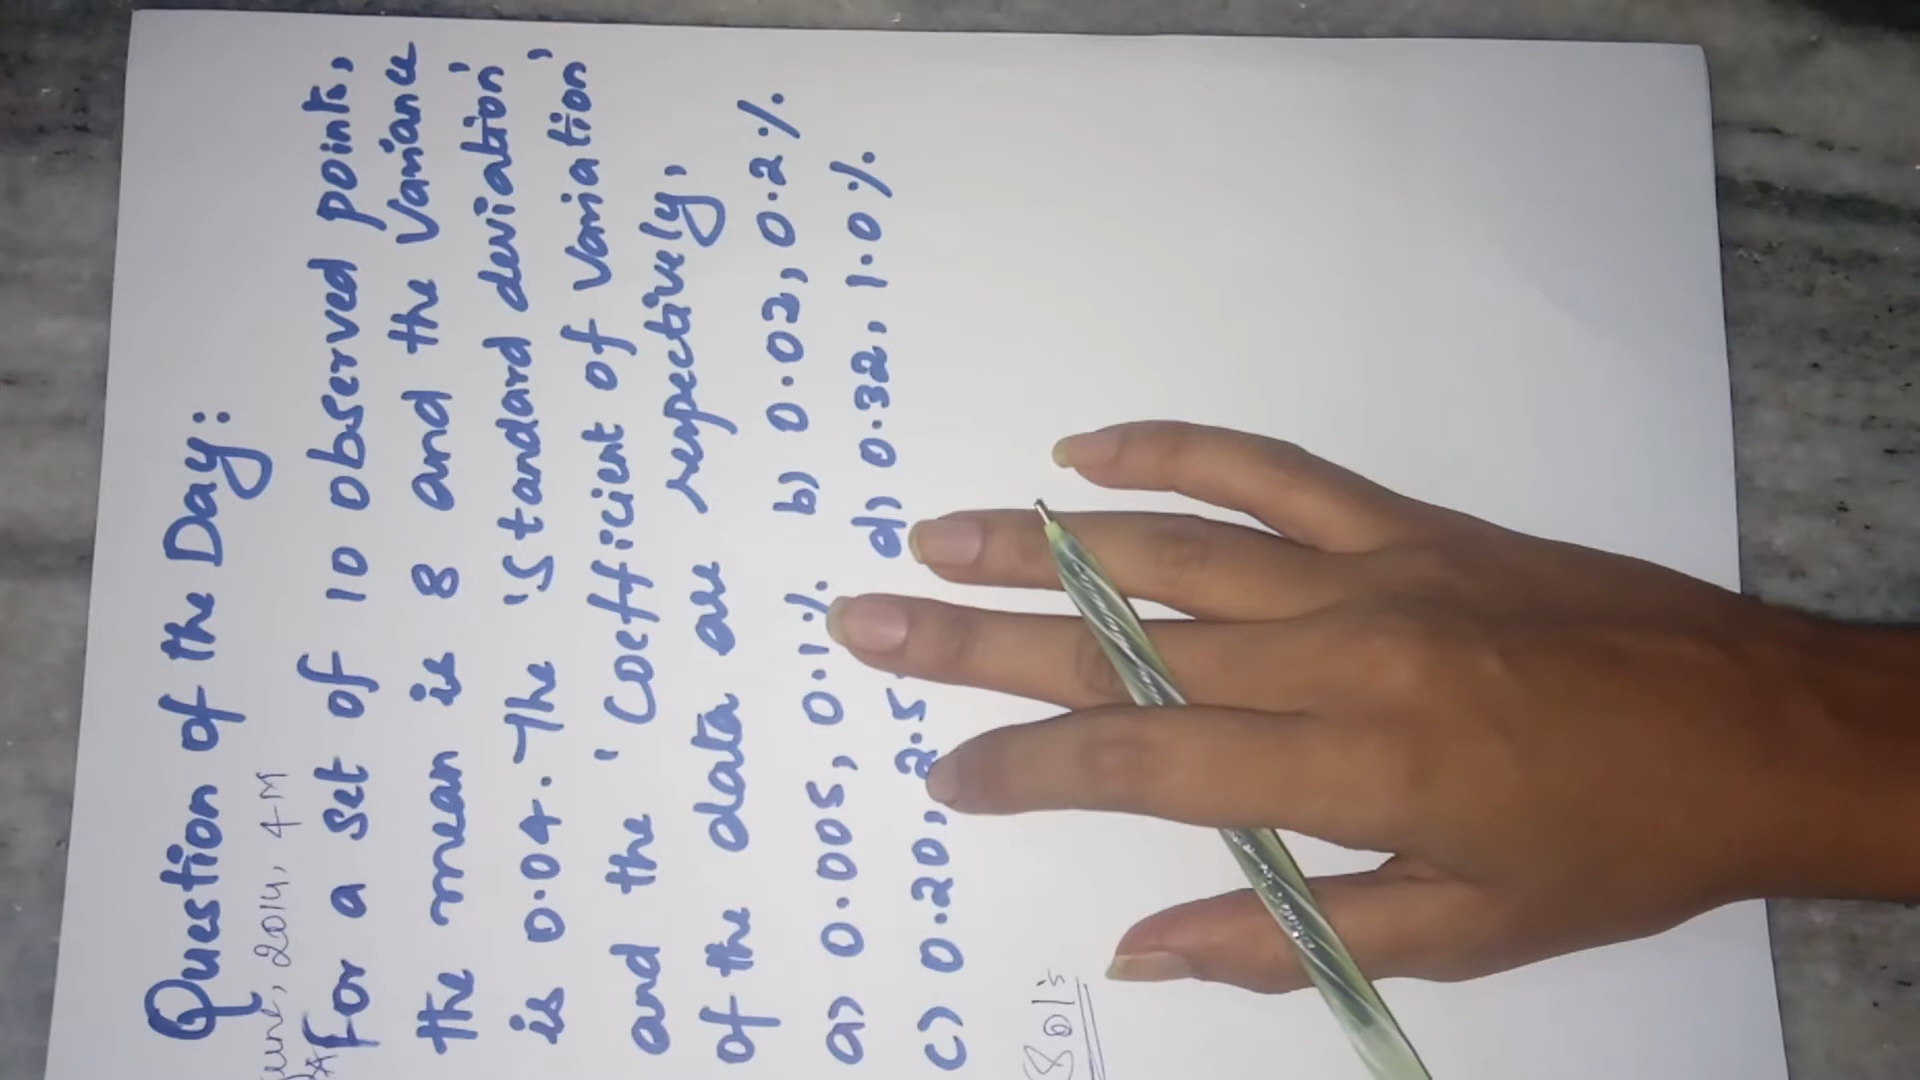 Question of the Day:
June, 2014, 4M
For a set of 10 observed points,
the mean is 8 and the Variance
is 0.04. The 'Standard deviation'
and the 'Coefficient of Variation'
of the data are respectively,
a) 0.005, 0.1% b) 0.02, 0.2%
c) 0.20, 2.5 d) 0.32, 1.0%
Sol: